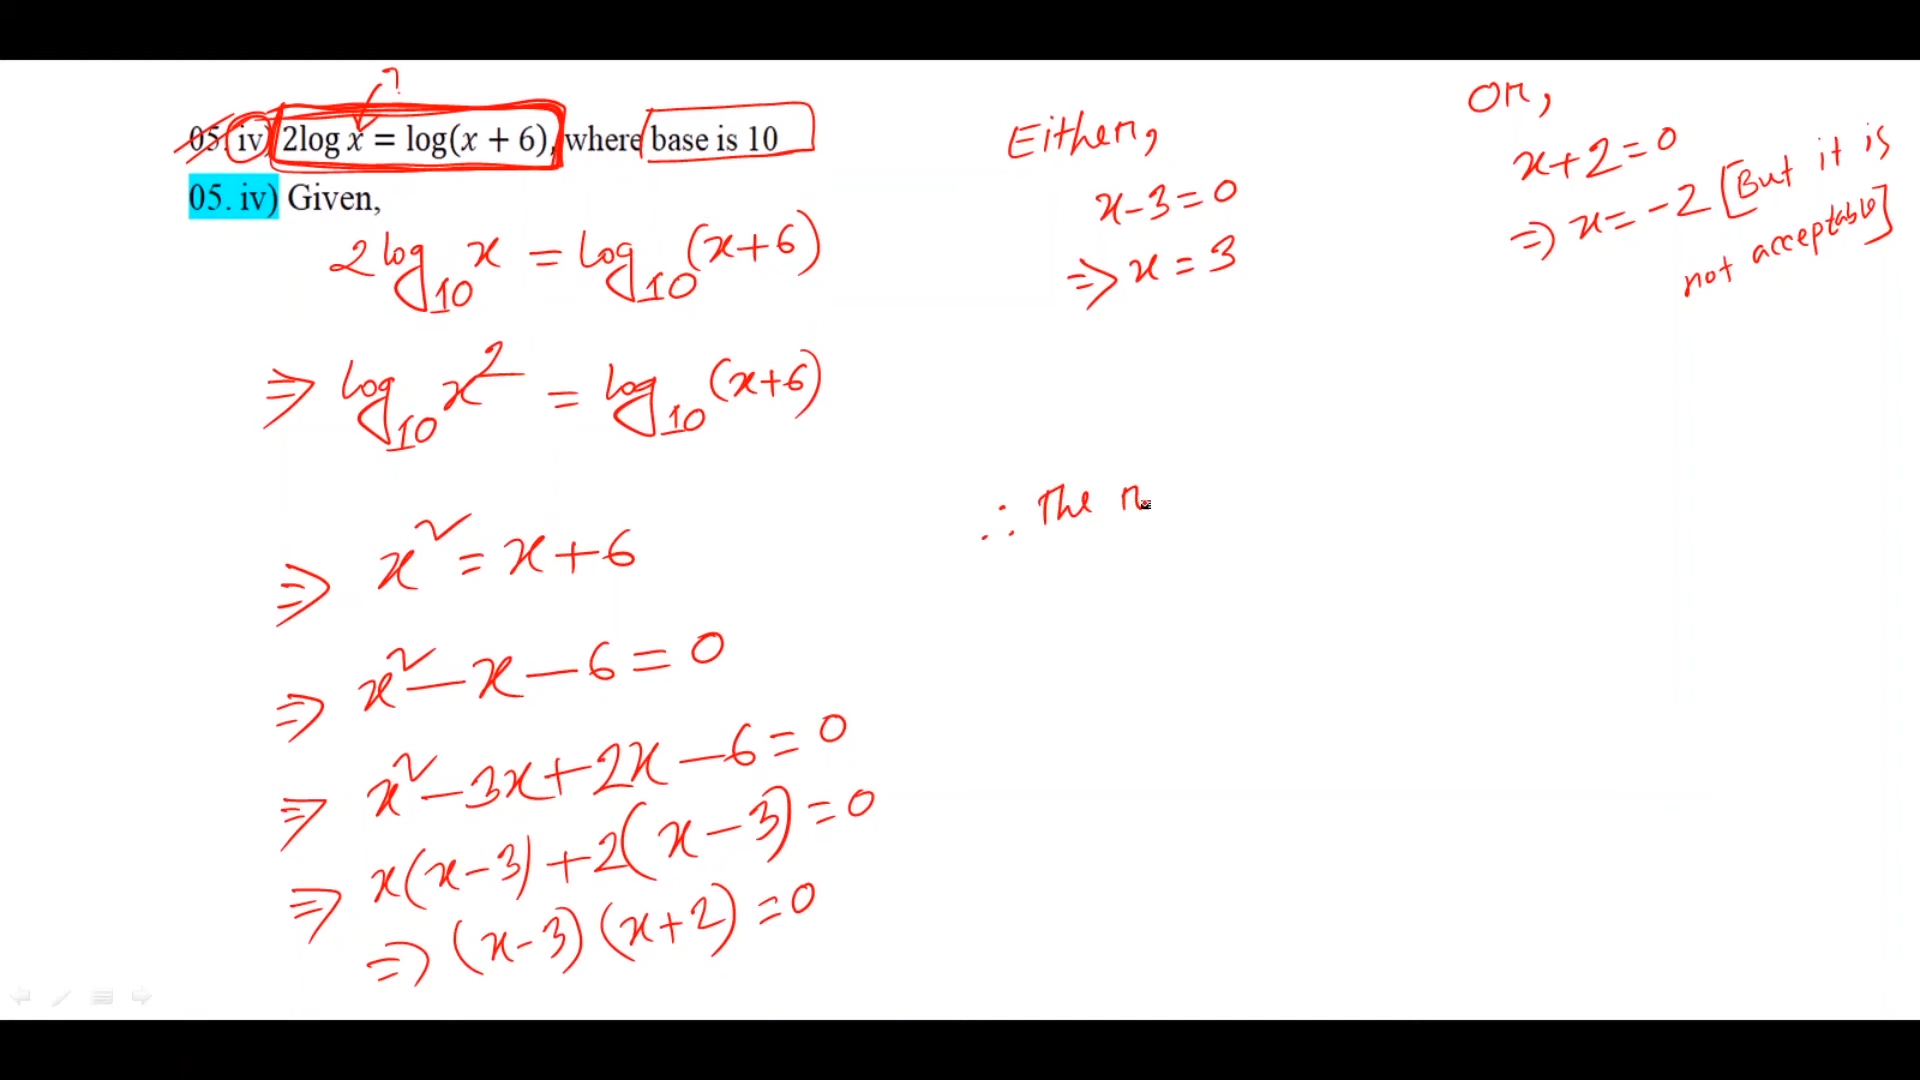 05. iv) 2log x = log(x + 6), where base is 10
?
05. iv) Given,
2log₁₀ x = log₁₀ (x+6)
⇒ log₁₀ x² = log₁₀ (x+6)
⇒ x² = x+6
⇒ x² − x − 6 = 0
⇒ x² − 3x + 2x − 6 = 0
⇒ x(x−3) + 2(x−3) = 0
⇒ (x−3) (x+2) = 0
Either,
x−3=0
⇒ x = 3
or,
x+2=0
⇒ x = −2 [But it is
not acceptable]
∴ The